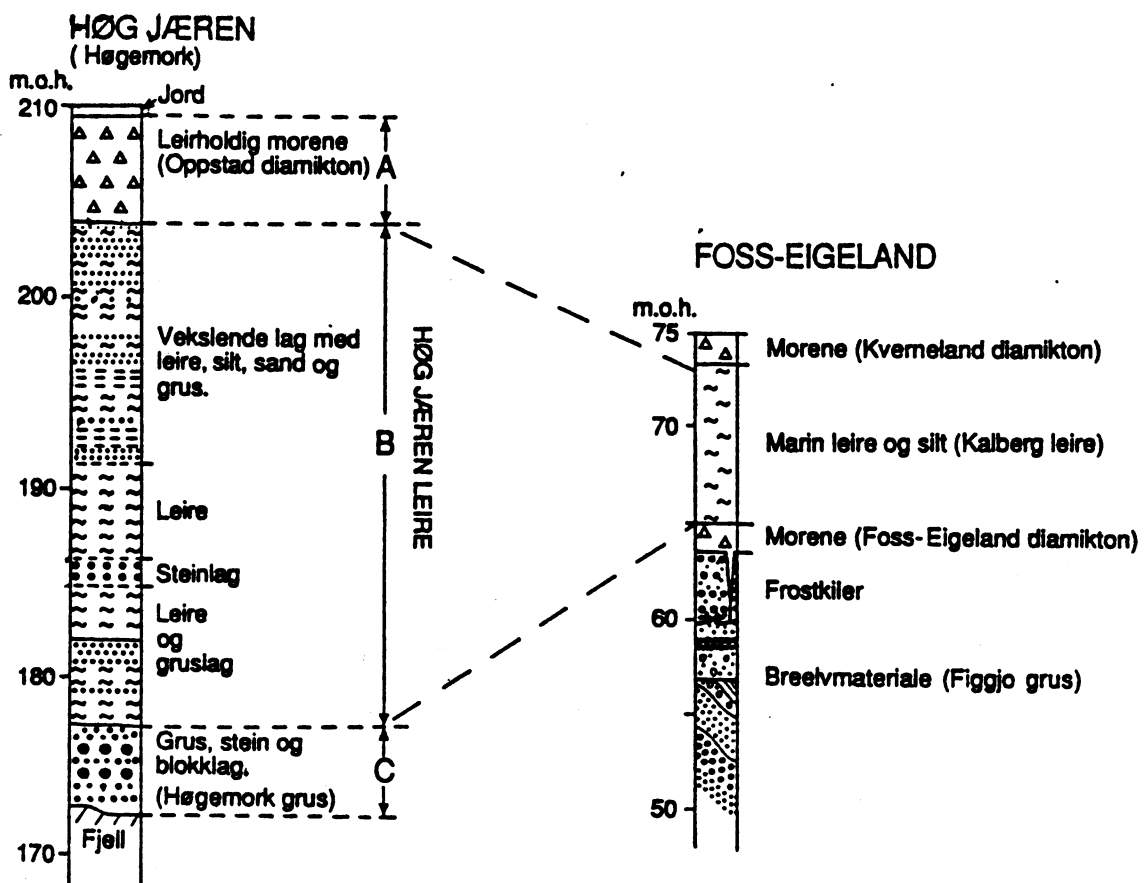 HØG JÆREN
( Høgemork)
m.o.h.
210
200
190
180
170
Jord
Leirholdig morene
(Oppstad diamikton)
A
Vekslende lag med
leire, silt, sand og
grus.
B
HØG JÆREN LEIRE
Leire
Steinlag
Leire
og
gruslag
Grus, stein og
blokklag.
(Høgemork grus)
C
Fjell
FOSS-EIGELAND
m.o.h.
75
70
60
50
Morene (Kverneland diamikton)
Marin leire og silt (Kalberg leire)
Morene (Foss-Eigeland diamikton)
Frostkiler
Breelvmateriale (Figgjo grus)